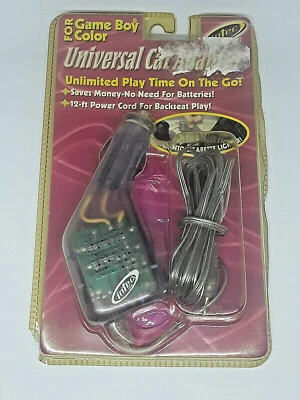 FOR Game Boy
& Color
Universal Car
Unlimited Play Time On The Go!
Saves Money-No Need For Batteries!
12-ft Power Cord For Backseat Play!
CIGARETTE
Intec